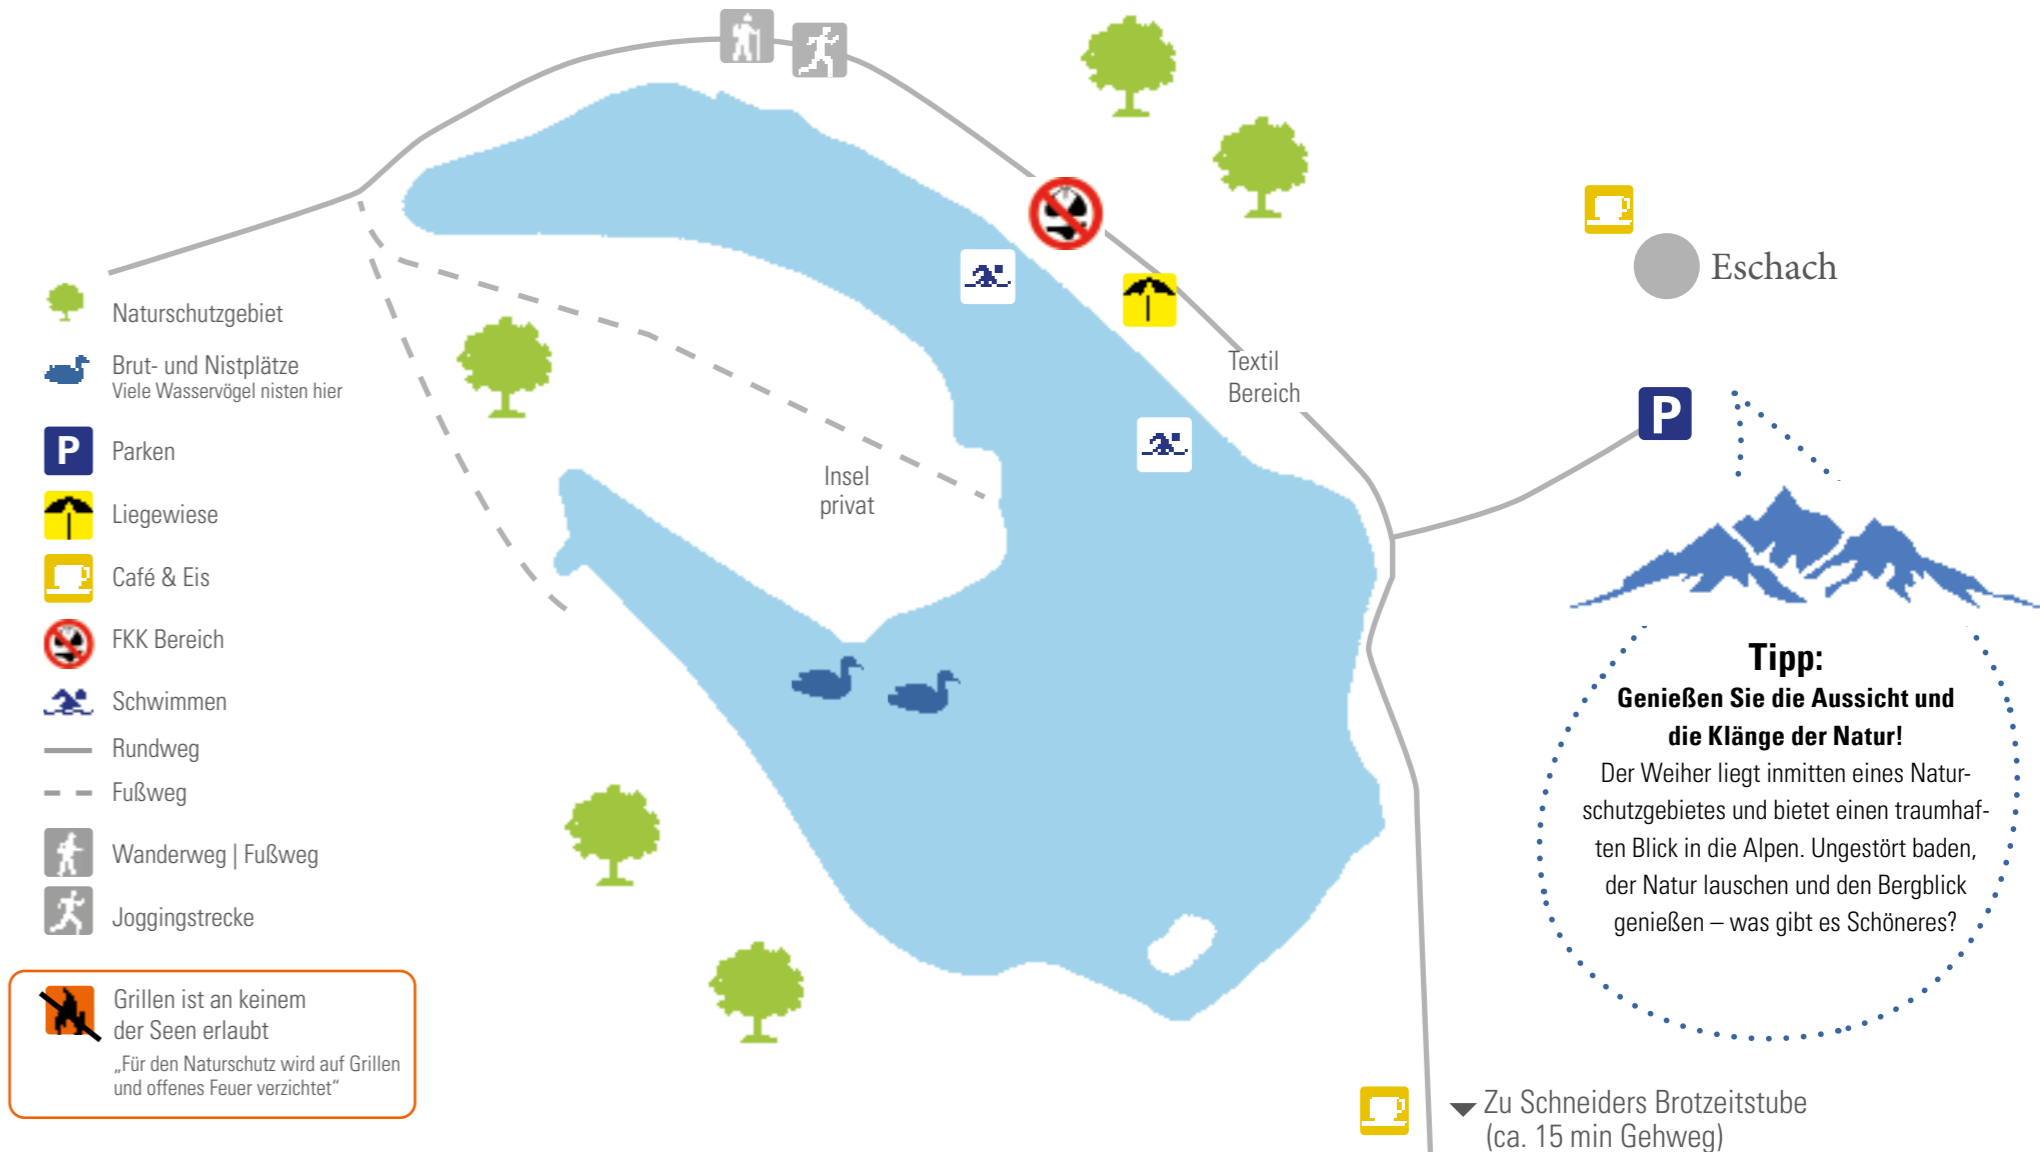 Naturschutzgebiet
Brut- und Nistplätze
Viele Wasservögel nisten hier
P Parken
Liegewiese
Café & Eis
FKK Bereich
Schwimmen
Rundweg
Fußweg
Wanderweg | Fußweg
Joggingstrecke
Grillen ist an keinem
der Seen erlaubt
„Für den Naturschutz wird auf Grillen
und offenes Feuer verzichtet“
Insel
privat
Textil
Bereich
Eschach
P
Tipp:
Genießen Sie die Aussicht und
die Klänge der Natur!
Der Weiher liegt inmitten eines Natur-
schutzgebietes und bietet einen traumhaf-
ten Blick in die Alpen. Ungestört baden,
der Natur lauschen und den Bergblick
genießen – was gibt es Schöneres?
Zu Schneiders Brotzeitstube
(ca. 15 min Gehweg)